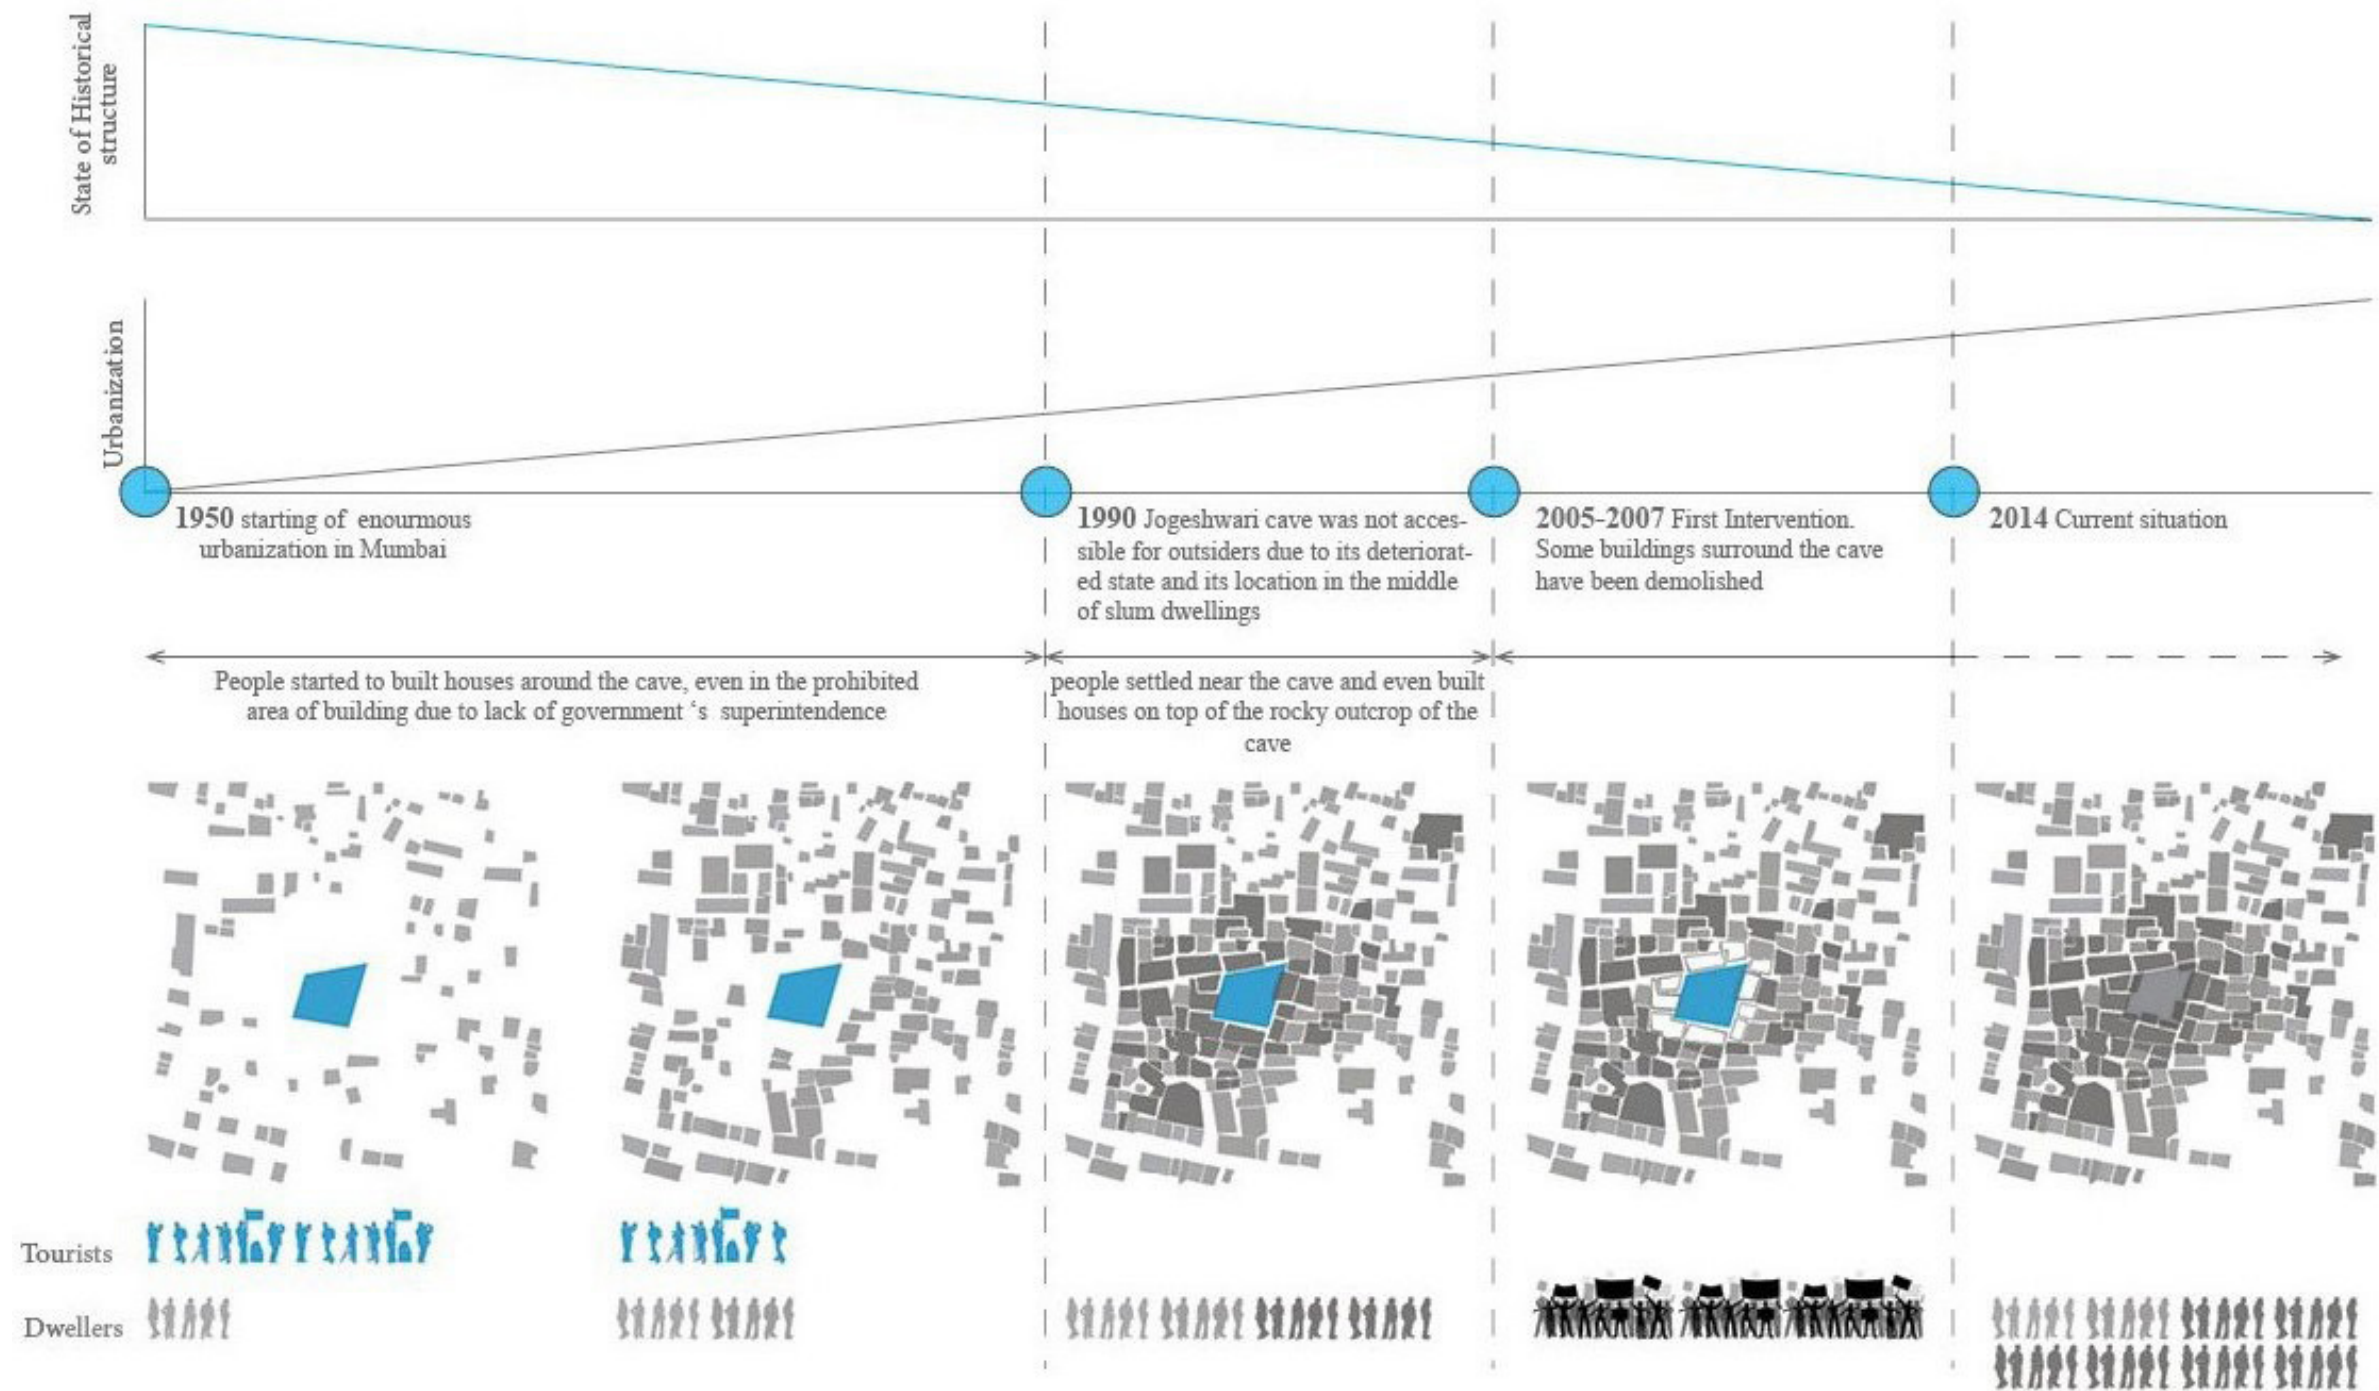 State of Historical
structure
Urbanization
1950 starting of enourmous
urbanization in Mumbai
1990 Jogeshwari cave was not acces-
sible for outsiders due to its deteriorat-
ed state and its location in the middle
of slum dwellings
2005-2007 First Intervention.
Some buildings surround the cave
have been demolished
2014 Current situation
People started to built houses around the cave, even in the prohibited
area of building due to lack of government ‘s superintendence
people settled near the cave and even built
houses on top of the rocky outcrop of the
cave
Tourists
Dwellers